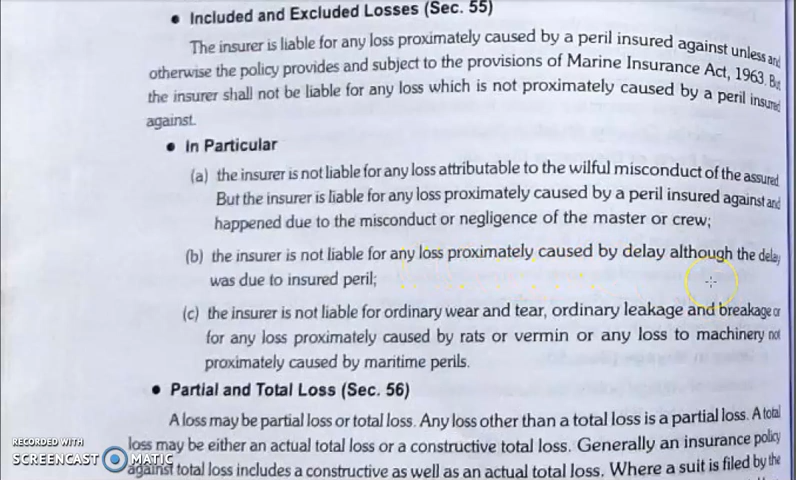 • Included and Excluded Losses (Sec. 55)
The insurer is liable for any loss proximately caused by a peril insured against unless and
otherwise the policy provides and subject to the provisions of Marine Insurance Act, 1963. But
the insurer shall not be liable for any loss which is not proximately caused by a peril insured
against.
• In Particular
(a) the insurer is not liable for any loss attributable to the wilful misconduct of the assured.
But the insurer is liable for any loss proximately caused by a peril insured against and
happened due to the misconduct or negligence of the master or crew;
(b) the insurer is not liable for any loss proximately caused by delay although the delay
was due to insured peril;
(c) the insurer is not liable for ordinary wear and tear, ordinary leakage and breakage or
for any loss proximately caused by rats or vermin or any loss to machinery not
proximately caused by maritime perils.
• Partial and Total Loss (Sec. 56)
A loss may be partial loss or total loss. Any loss other than a total loss is a partial loss. A total
loss may be either an actual total loss or a constructive total loss. Generally an insurance policy
against total loss includes a constructive as well as an actual total loss. Where a suit is filed by the
RECORDED WITH
SCREENCAST MATIC